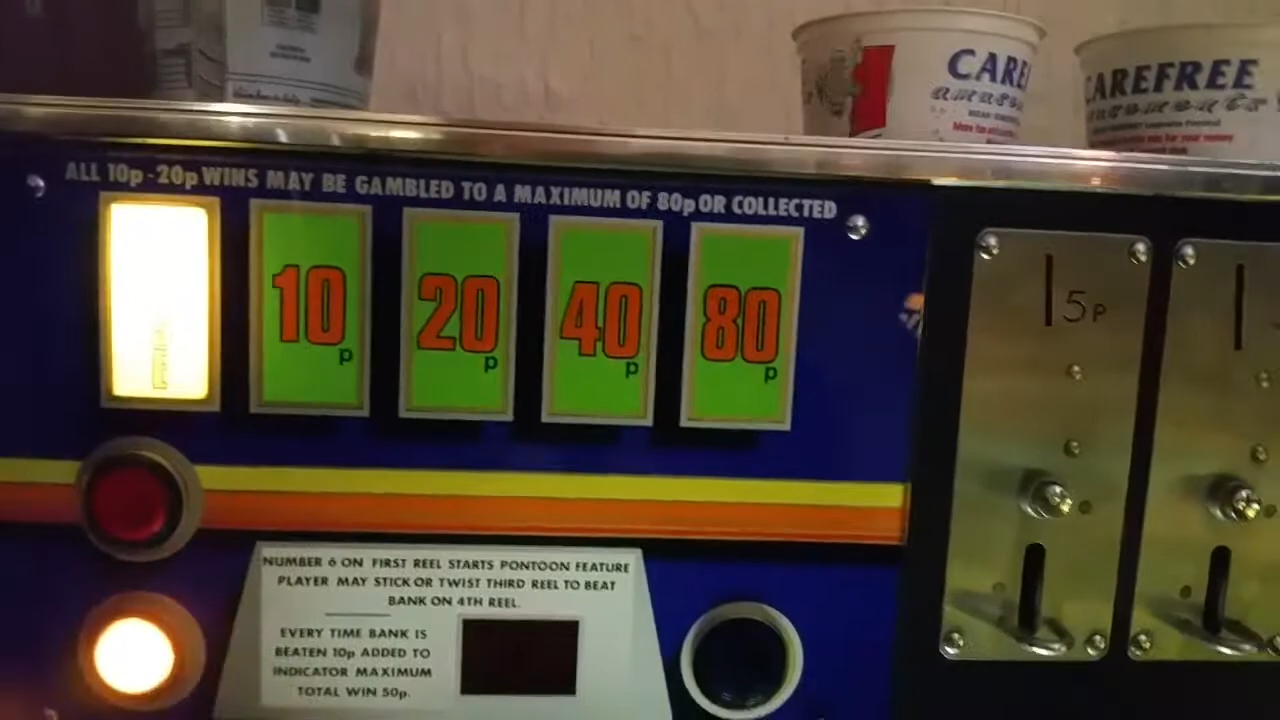 CARE
CAREFREE
ALL 10p-20p WINS MAY BE GAMBLED TO A MAXIMUM OF 80p OR COLLECTED
10p
20p
40p
80p
5P
NUMBER 6 ON FIRST REEL STARTS PONTOON FEATURE
PLAYER MAY STICK OR TWIST THIRD REEL TO BEAT
BANK ON 4TH REEL.
EVERY TIME BANK IS
BEATEN 10p ADDED TO
INDICATOR MAXIMUM
TOTAL WIN 50p.